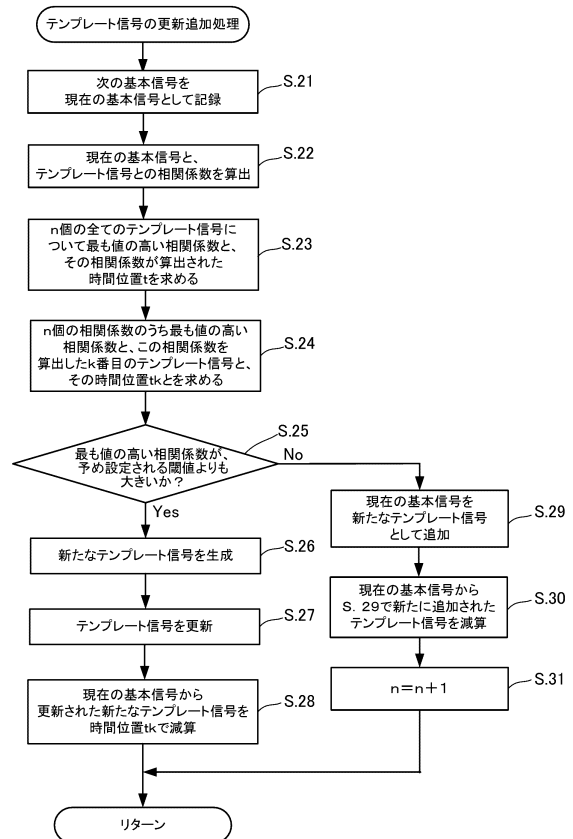 テンプレート信号の更新追加処理
次の基本信号を
現在の基本信号として記録
S.21
現在の基本信号と、
テンプレート信号との相関係数を算出
S.22
n個の全てのテンプレート信号に
ついて最も値の高い相関係数と、
その相関係数が算出された
時間位置tを求める
S.23
n個の相関係数のうち最も値の高い
相関係数と、この相関係数を
算出したk番目のテンプレート信号と、
その時間位置tkとを求める
S.24
最も値の高い相関係数が、
予め設定される閾値よりも
大きいか？
S.25
No
Yes
新たなテンプレート信号を生成
S.26
テンプレート信号を更新
S.27
現在の基本信号から
更新された新たなテンプレート信号を
時間位置tkで減算
S.28
現在の基本信号を
新たなテンプレート信号
として追加
S.29
現在の基本信号から
S. 29で新たに追加された
テンプレート信号を減算
S.30
n＝n＋1
S.31
リターン